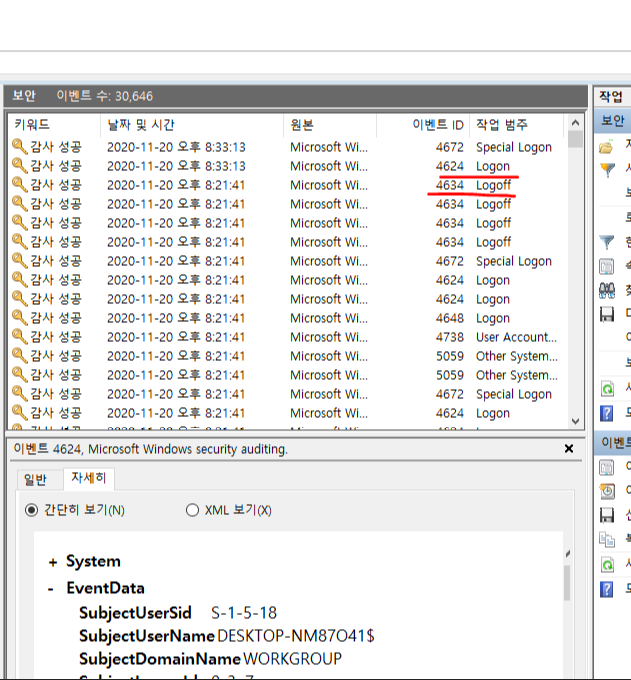 보안 이벤트 수: 30,646
작업
키워드 날짜 및 시간 원본 이벤트 ID 작업 범주
보안
감사 성공 2020-11-20 오후 8:33:13 Microsoft Wi... 4672 Special Logon
감사 성공 2020-11-20 오후 8:33:13 Microsoft Wi... 4624 Logon
감사 성공 2020-11-20 오후 8:21:41 Microsoft Wi... 4634 Logoff
감사 성공 2020-11-20 오후 8:21:41 Microsoft Wi... 4634 Logoff
감사 성공 2020-11-20 오후 8:21:41 Microsoft Wi... 4634 Logoff
감사 성공 2020-11-20 오후 8:21:41 Microsoft Wi... 4634 Logoff
감사 성공 2020-11-20 오후 8:21:41 Microsoft Wi... 4672 Special Logon
감사 성공 2020-11-20 오후 8:21:41 Microsoft Wi... 4624 Logon
감사 성공 2020-11-20 오후 8:21:41 Microsoft Wi... 4624 Logon
감사 성공 2020-11-20 오후 8:21:41 Microsoft Wi... 4648 Logon
감사 성공 2020-11-20 오후 8:21:41 Microsoft Wi... 4738 User Account...
감사 성공 2020-11-20 오후 8:21:41 Microsoft Wi... 5059 Other System...
감사 성공 2020-11-20 오후 8:21:41 Microsoft Wi... 5059 Other System...
감사 성공 2020-11-20 오후 8:21:41 Microsoft Wi... 4672 Special Logon
감사 성공 2020-11-20 오후 8:21:41 Microsoft Wi... 4624 Logon
이벤트 4624, Microsoft Windows security auditing.
이벤트
일반 자세히
간단히 보기(N) XML 보기(X)
+ System
- EventData
SubjectUserSid S-1-5-18
SubjectUserName DESKTOP-NM87O41$
SubjectDomainName WORKGROUP